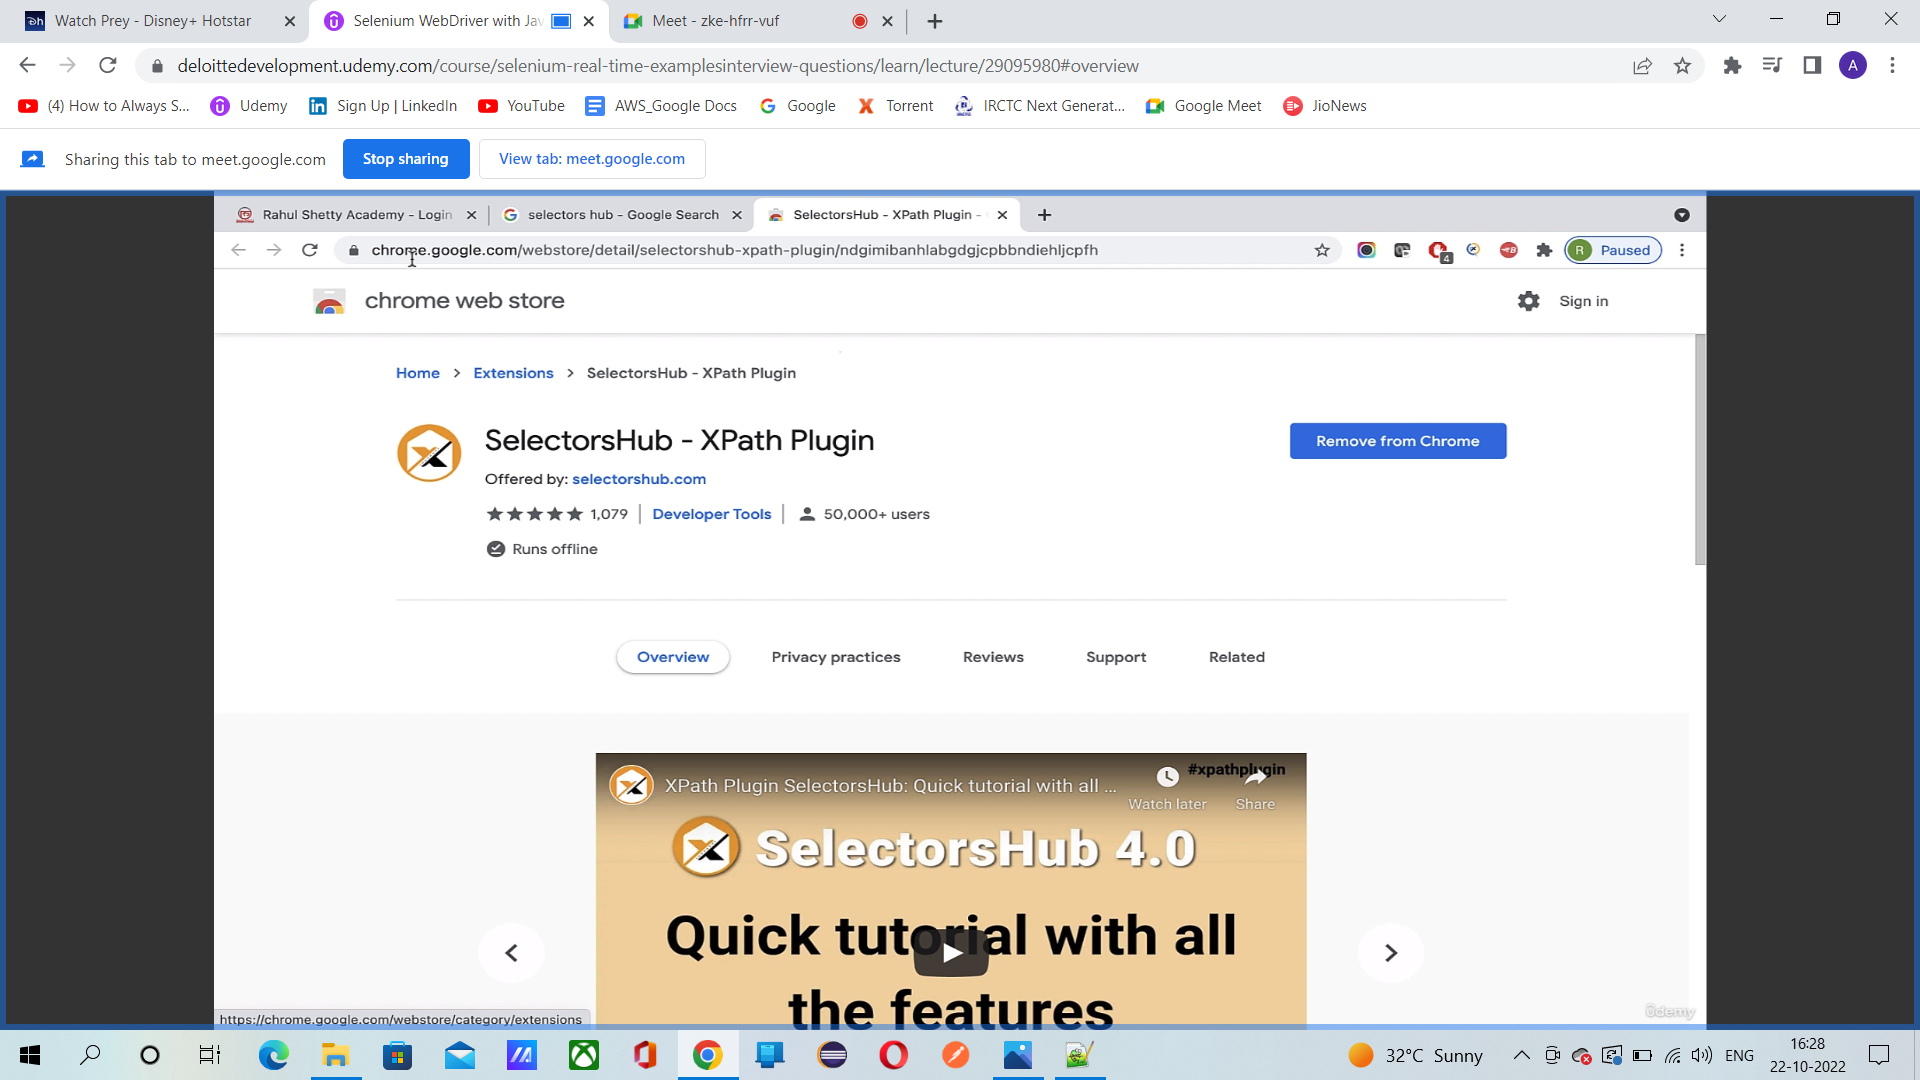 Watch Prey - Disney+ Hotstar
Selenium WebDriver with Jav
Meet - zke-hfrr-vuf
deloittedevelopment.udemy.com/course/selenium-real-time-examplesinterview-questions/learn/lecture/29095980#overview
A
(4) How to Always S...
Udemy
Sign Up | LinkedIn
YouTube
AWS_Google Docs
Google
Torrent
IRCTC Next Generat...
Google Meet
JioNews
Sharing this tab to meet.google.com
Stop sharing
View tab: meet.google.com
Rahul Shetty Academy - Login
selectors hub - Google Search
SelectorsHub - XPath Plugin -
chrome.google.com/webstore/detail/selectorshub-xpath-plugin/ndgimibanhlabgdgjcpbbndiehljcpfh
4
R Paused
chrome web store
Sign in
Home > Extensions > SelectorsHub - XPath Plugin
SelectorsHub - XPath Plugin
Remove from Chrome
Offered by: selectorshub.com
1,079 | Developer Tools | 50,000+ users
Runs offline
Overview
Privacy practices
Reviews
Support
Related
XPath Plugin SelectorsHub: Quick tutorial with all ...
#xpathplugin
Watch later
Share
SelectorsHub 4.0
Quick tutorial with all
the features
https://chrome.google.com/webstore/category/extensions
Udemy
32°C Sunny
ENG
16:28
22-10-2022